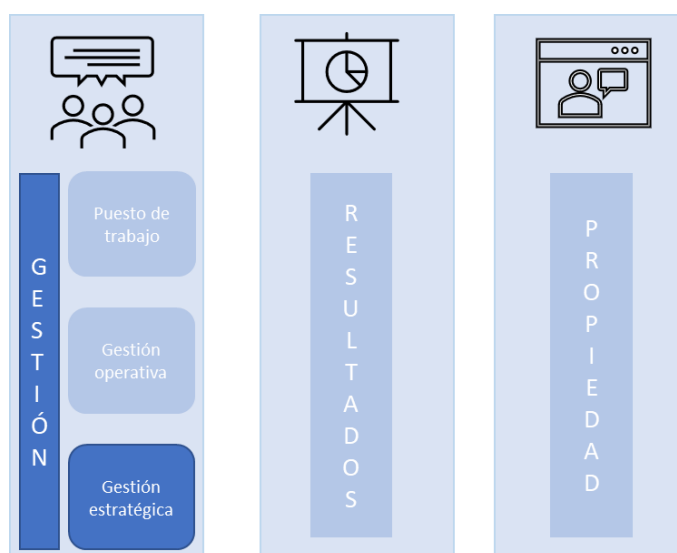 GESTIÓN
Puesto de
trabajo
Gestión
operativa
Gestión
estratégica
RESULTADOS
PROPIEDAD